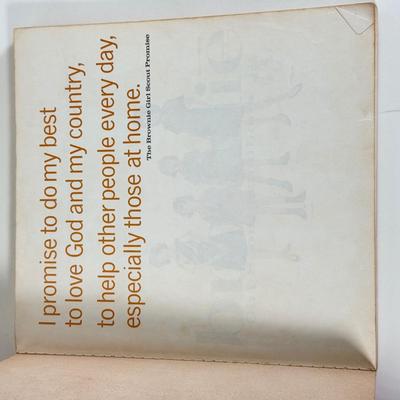 I promise to do my best
to love God and my country,
to help other people every day,
especially those at home.
The Brownie Girl Scout Promise